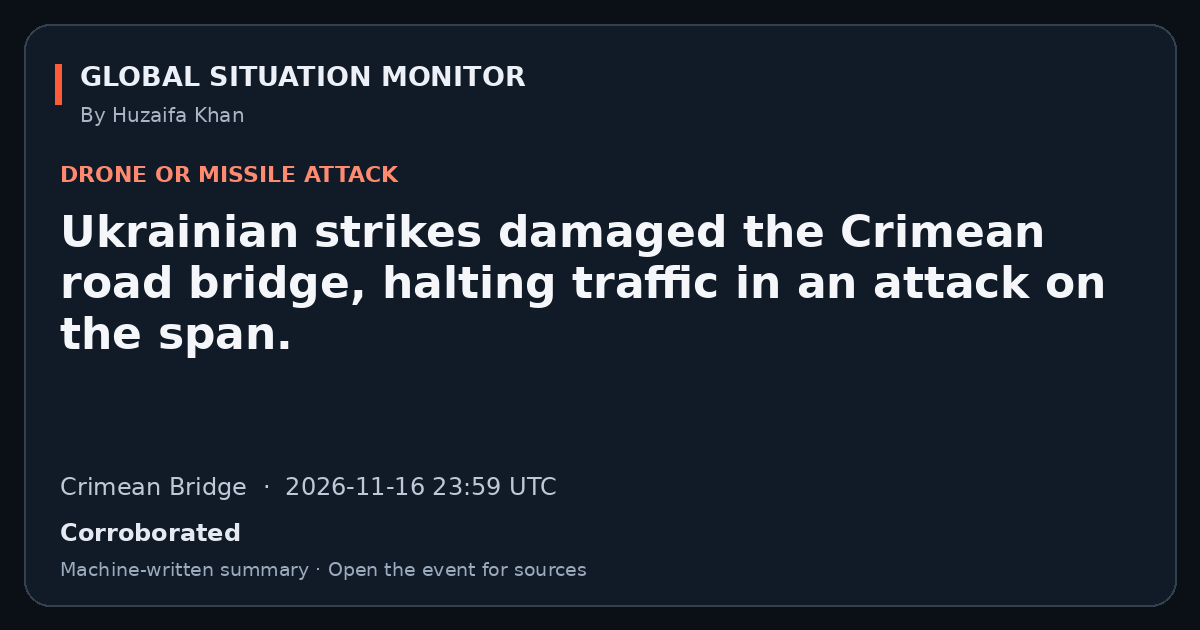 GLOBAL SITUATION MONITOR
By Huzaifa Khan
DRONE OR MISSILE ATTACK
Ukrainian strikes damaged the Crimean
road bridge, halting traffic in an attack on
the span.
Crimean Bridge · 2026-11-16 23:59 UTC
Corroborated
Machine-written summary · Open the event for sources